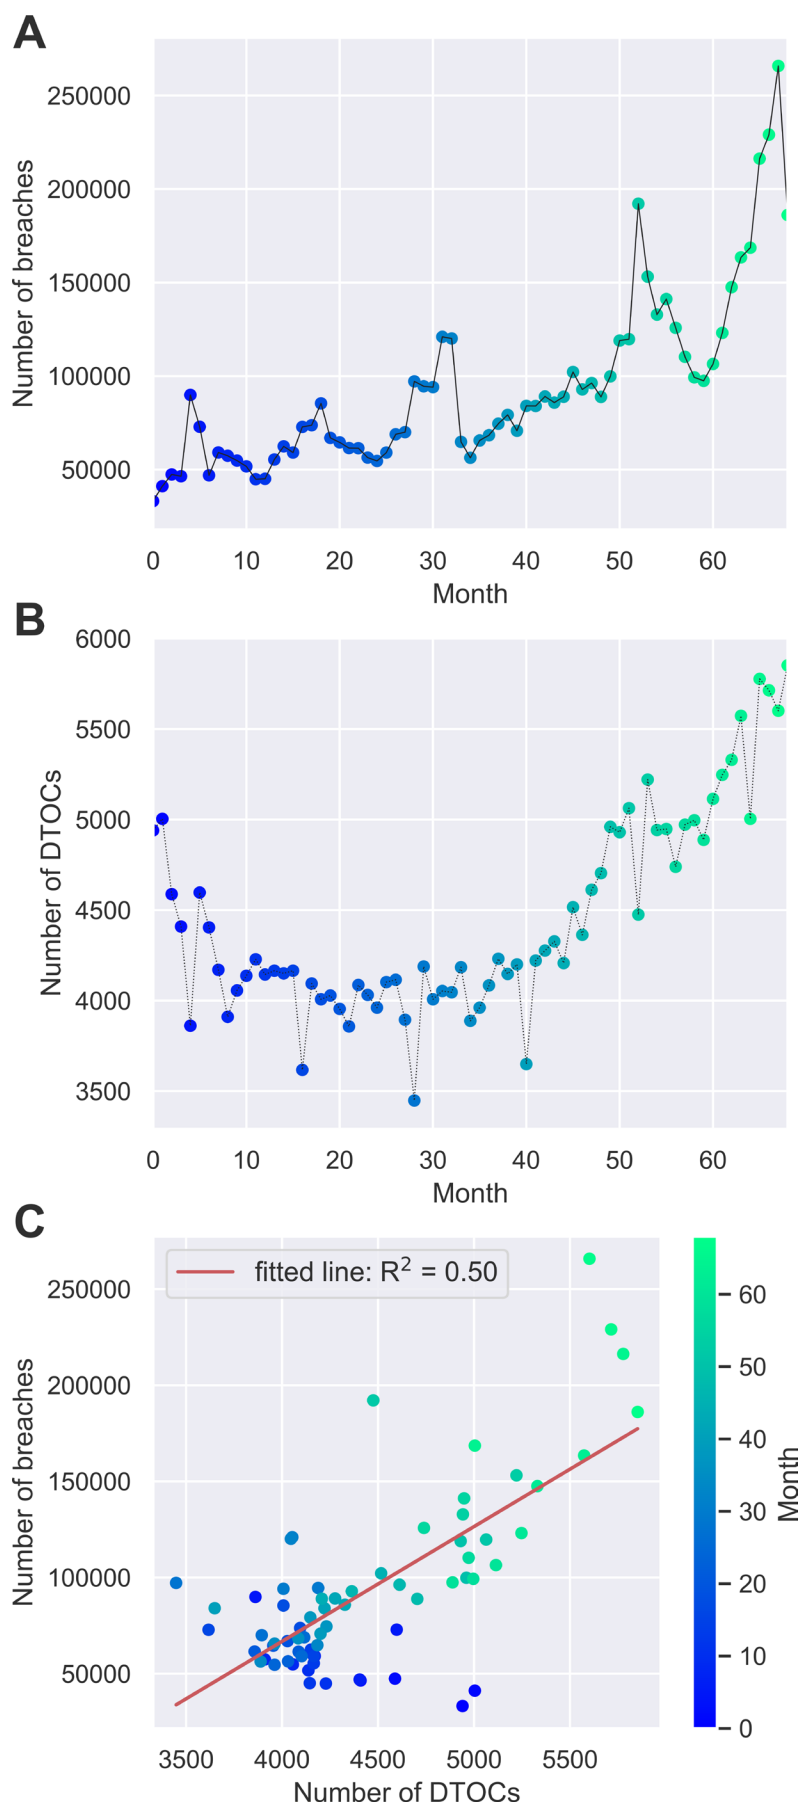 A
250000
200000
150000
100000
50000
Number of breaches
0 10 20 30 40 50 60
Month
B
6000
5500
5000
4500
4000
3500
Number of DTOCs
0 10 20 30 40 50 60
Month
C
fitted line: R² = 0.50
250000
200000
150000
100000
50000
Number of breaches
3500 4000 4500 5000 5500
Number of DTOCs
60
50
40
30
20
10
0
Month